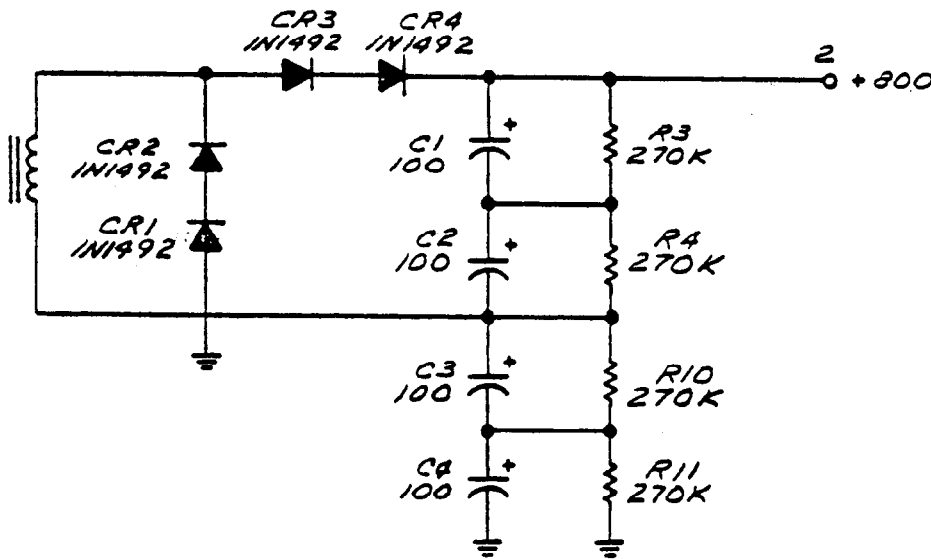 CR3
1N1492
CR4
1N1492
2
+800
CR2
1N1492
CR1
1N1492
C1
100
+
R3
270K
C2
100
+
R4
270K
C3
100
+
R10
270K
C4
100
+
R11
270K